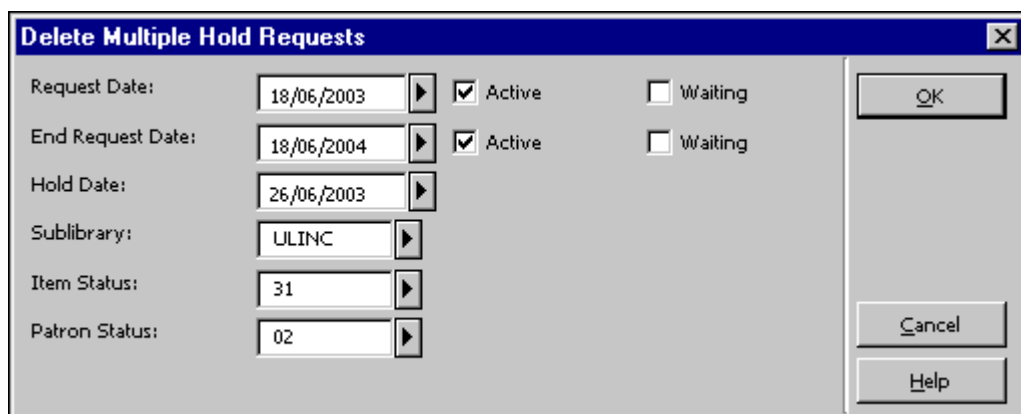 Delete Multiple Hold Requests
Request Date: 18/06/2003 Active Waiting OK
End Request Date: 18/06/2004 Active Waiting
Hold Date: 26/06/2003
Sublibrary: ULINC
Item Status: 31
Patron Status: 02 Cancel
Help